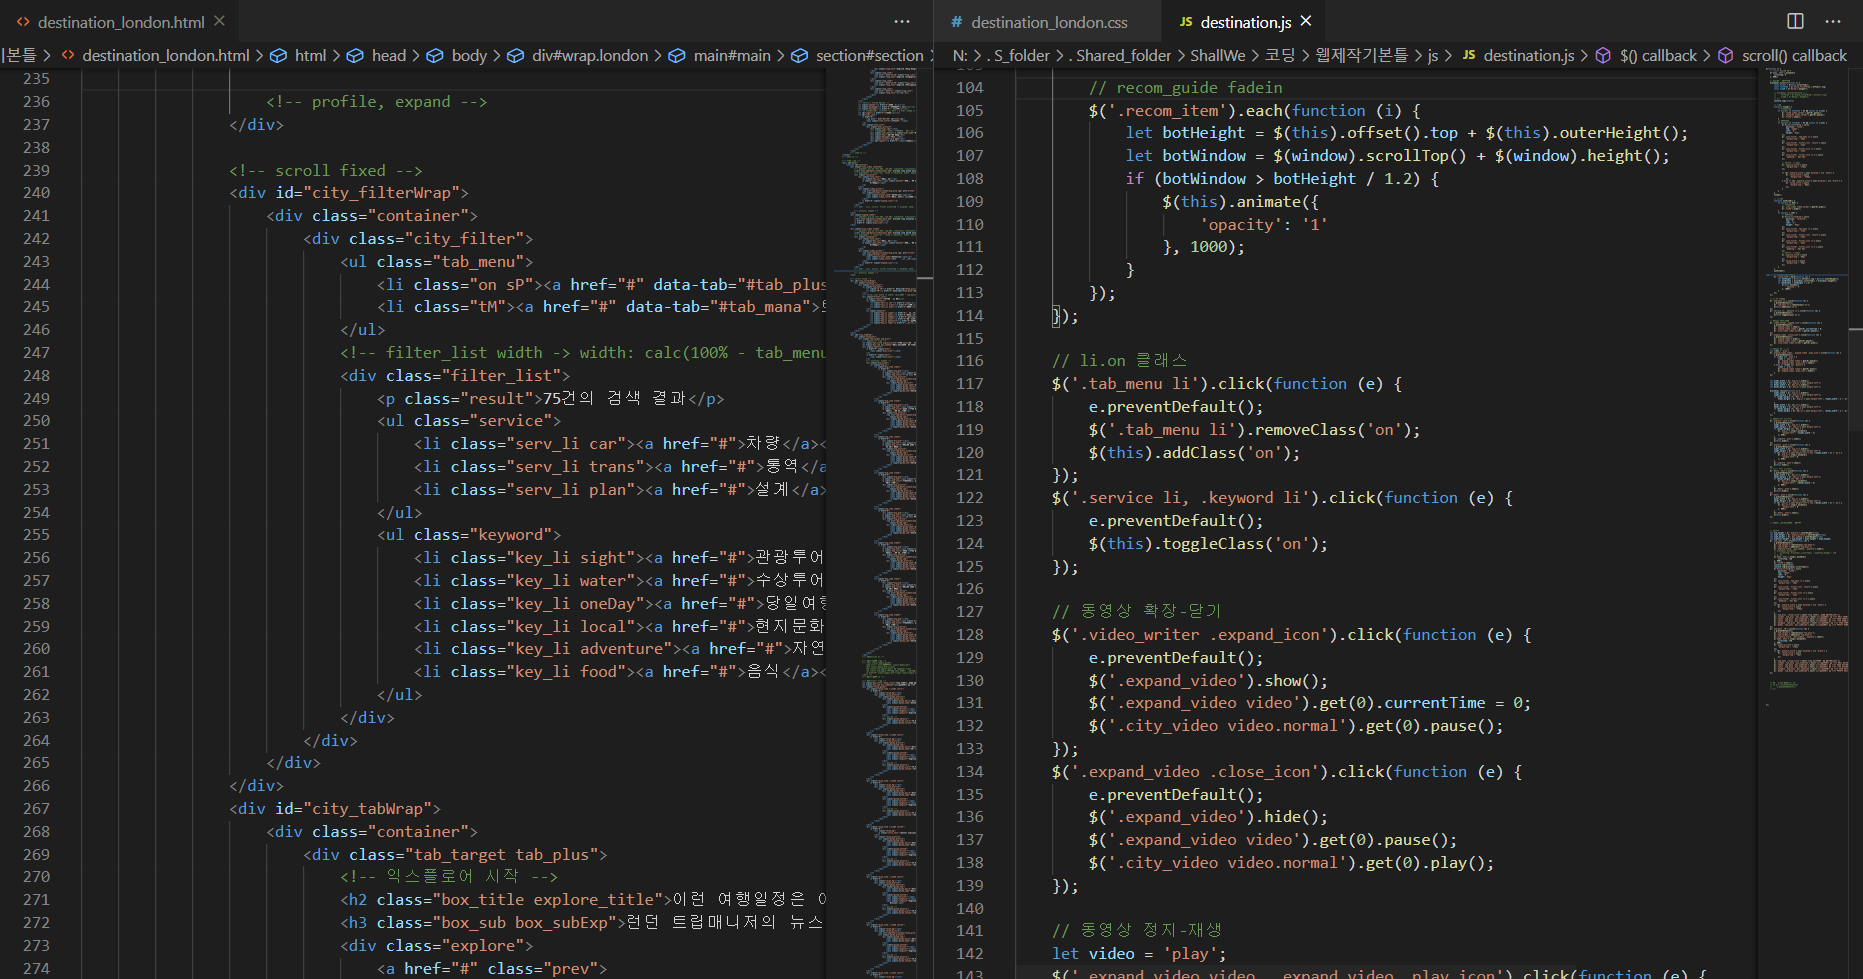 destination_london.html
본틀 > destination_london.html > html > head > body > div#wrap.london > main#main > section#section
235
236 <!-- profile, expand -->
237 </div>
238
239 <!-- scroll fixed -->
240 <div id="city_filterWrap">
241 <div class="container">
242 <div class="city_filter">
243 <ul class="tab_menu">
244 <li class="on sP"><a href="#" data-tab="#tab_plus
245 <li class="tM"><a href="#" data-tab="#tab_mana">
246 </ul>
247 <!-- filter_list width -> width: calc(100% - tab_menu
248 <div class="filter_list">
249 <p class="result">75건의 검색 결과</p>
250 <ul class="service">
251 <li class="serv_li car"><a href="#">차량</a><
252 <li class="serv_li trans"><a href="#">통역</a
253 <li class="serv_li plan"><a href="#">설계</a>
254 </ul>
255 <ul class="keyword">
256 <li class="key_li sight"><a href="#">관광투어
257 <li class="key_li water"><a href="#">수상투어
258 <li class="key_li oneDay"><a href="#">당일여행
259 <li class="key_li local"><a href="#">현지문화
260 <li class="key_li adventure"><a href="#">자연
261 <li class="key_li food"><a href="#">음식</a><
262 </ul>
263 </div>
264 </div>
265 </div>
266 </div>
267 <div id="city_tabWrap">
268 <div class="container">
269 <div class="tab_target tab_plus">
270 <!-- 익스플로어 시작 -->
271 <h2 class="box_title explore_title">이런 여행일정은
272 <h3 class="box_sub box_subExp">런던 트립매니저의 뉴스
273 <div class="explore">
274 <a href="#" class="prev">
# destination_london.css
JS destination.js
N: > . S_folder > . Shared_folder > ShallWe > 코딩 > 웹제작기본틀 > js > JS destination.js > $() callback > scroll() callback
104 // recom_guide fadein
105 $('.recom_item').each(function (i) {
106 let botHeight = $(this).offset().top + $(this).outerHeight();
107 let botWindow = $(window).scrollTop() + $(window).height();
108 if (botWindow > botHeight / 1.2) {
109 $(this).animate({
110 'opacity': '1'
111 }, 1000);
112 }
113 });
114 });
115
116 // li.on 클래스
117 $('.tab_menu li').click(function (e) {
118 e.preventDefault();
119 $('.tab_menu li').removeClass('on');
120 $(this).addClass('on');
121 });
122 $('.service li, .keyword li').click(function (e) {
123 e.preventDefault();
124 $(this).toggleClass('on');
125 });
126
127 // 동영상 확장-닫기
128 $('.video_writer .expand_icon').click(function (e) {
129 e.preventDefault();
130 $('.expand_video').show();
131 $('.expand_video video').get(0).currentTime = 0;
132 $('.city_video video.normal').get(0).pause();
133 });
134 $('.expand_video .close_icon').click(function (e) {
135 e.preventDefault();
136 $('.expand_video').hide();
137 $('.expand_video video').get(0).pause();
138 $('.city_video video.normal').get(0).play();
139 });
140
141 // 동영상 정지-재생
142 let video = 'play';
143 $('.expand_video video, .expand_video .play_icon').click(function (e) {